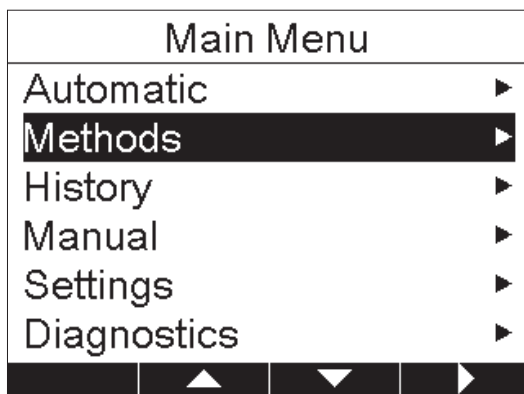 Main Menu
Automatic
Methods
History
Manual
Settings
Diagnostics